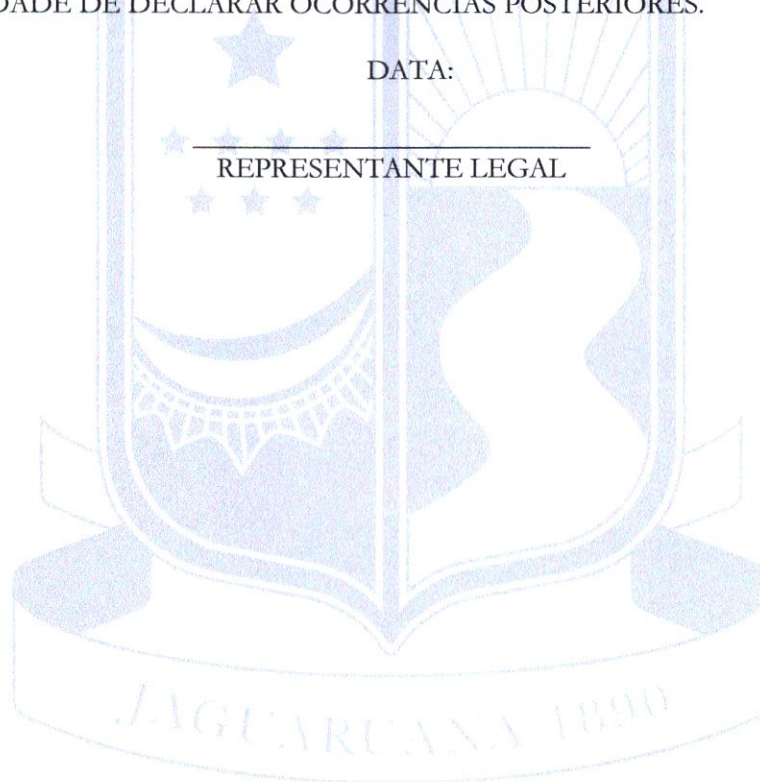 DADE DE DECLARAR OCORRÊNCIAS POSTERIORES.
DATA:
REPRESENTANTE LEGAL
JAGUARUANA 1890